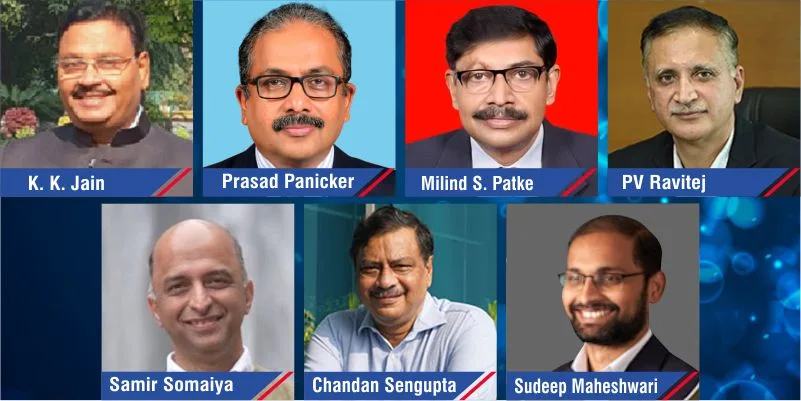 K. K. Jain
Prasad Panicker
Milind S. Patke
PV Ravitej
Samir Somaiya
Chandan Sengupta
Sudeep Maheshwari